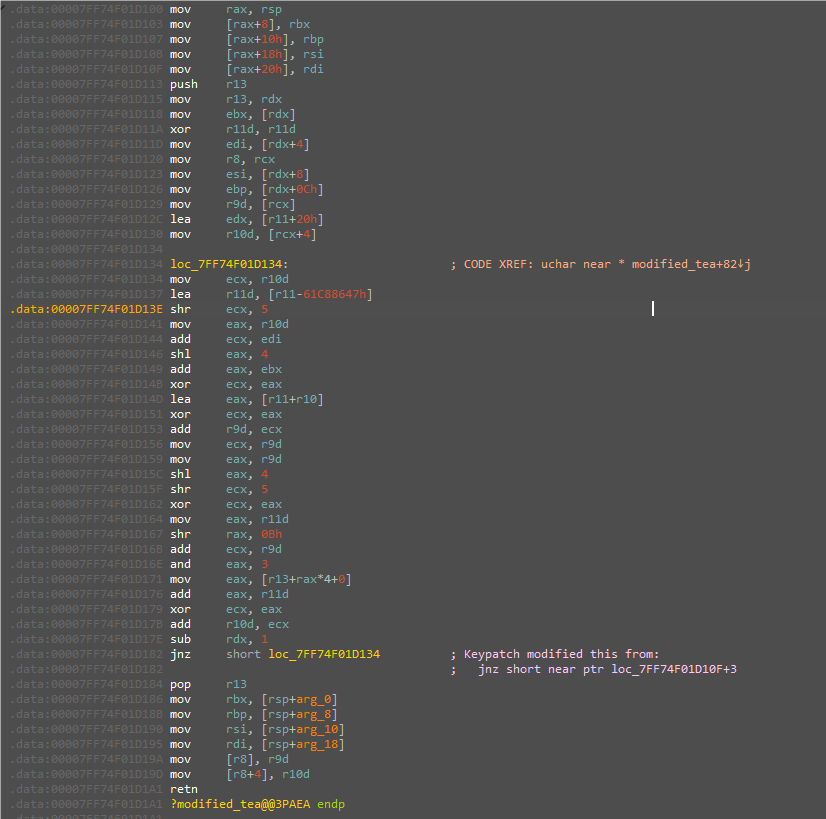 .data:00007FF74F01D100 mov rax, rsp
.data:00007FF74F01D103 mov [rax+8], rbx
.data:00007FF74F01D107 mov [rax+10h], rbp
.data:00007FF74F01D10B mov [rax+18h], rsi
.data:00007FF74F01D10F mov [rax+20h], rdi
.data:00007FF74F01D113 push r13
.data:00007FF74F01D115 mov r13, rdx
.data:00007FF74F01D118 mov ebx, [rdx]
.data:00007FF74F01D11A xor r11d, r11d
.data:00007FF74F01D11D mov edi, [rdx+4]
.data:00007FF74F01D120 mov r8, rcx
.data:00007FF74F01D123 mov esi, [rdx+8]
.data:00007FF74F01D126 mov ebp, [rdx+0Ch]
.data:00007FF74F01D129 mov r9d, [rcx]
.data:00007FF74F01D12C lea edx, [r11+20h]
.data:00007FF74F01D130 mov r10d, [rcx+4]
.data:00007FF74F01D134
.data:00007FF74F01D134 loc_7FF74F01D134: ; CODE XREF: uchar near * modified_tea+82↓j
.data:00007FF74F01D134 mov ecx, r10d
.data:00007FF74F01D137 lea r11d, [r11-61C88647h]
.data:00007FF74F01D13E shr ecx, 5
.data:00007FF74F01D141 mov eax, r10d
.data:00007FF74F01D144 add ecx, edi
.data:00007FF74F01D146 shl eax, 4
.data:00007FF74F01D149 add eax, ebx
.data:00007FF74F01D14B xor ecx, eax
.data:00007FF74F01D14D lea eax, [r11+r10]
.data:00007FF74F01D151 xor ecx, eax
.data:00007FF74F01D153 add r9d, ecx
.data:00007FF74F01D156 mov ecx, r9d
.data:00007FF74F01D159 mov eax, r9d
.data:00007FF74F01D15C shl eax, 4
.data:00007FF74F01D15F shr ecx, 5
.data:00007FF74F01D162 xor ecx, eax
.data:00007FF74F01D164 mov eax, r11d
.data:00007FF74F01D167 shr rax, 0Bh
.data:00007FF74F01D16B add ecx, r9d
.data:00007FF74F01D16E and eax, 3
.data:00007FF74F01D171 mov eax, [r13+rax*4+0]
.data:00007FF74F01D176 add eax, r11d
.data:00007FF74F01D179 xor ecx, eax
.data:00007FF74F01D17B add r10d, ecx
.data:00007FF74F01D17E sub rdx, 1
.data:00007FF74F01D182 jnz short loc_7FF74F01D134 ; Keypatch modified this from:
.data:00007FF74F01D182 ; jnz short near ptr loc_7FF74F01D10F+3
.data:00007FF74F01D184 pop r13
.data:00007FF74F01D186 mov rbx, [rsp+arg_0]
.data:00007FF74F01D18B mov rbp, [rsp+arg_8]
.data:00007FF74F01D190 mov rsi, [rsp+arg_10]
.data:00007FF74F01D195 mov rdi, [rsp+arg_18]
.data:00007FF74F01D19A mov [r8], r9d
.data:00007FF74F01D19D mov [r8+4], r10d
.data:00007FF74F01D1A1 retn
.data:00007FF74F01D1A1 ?modified_tea@@3PAEA endp
.data:00007FF74F01D1A1